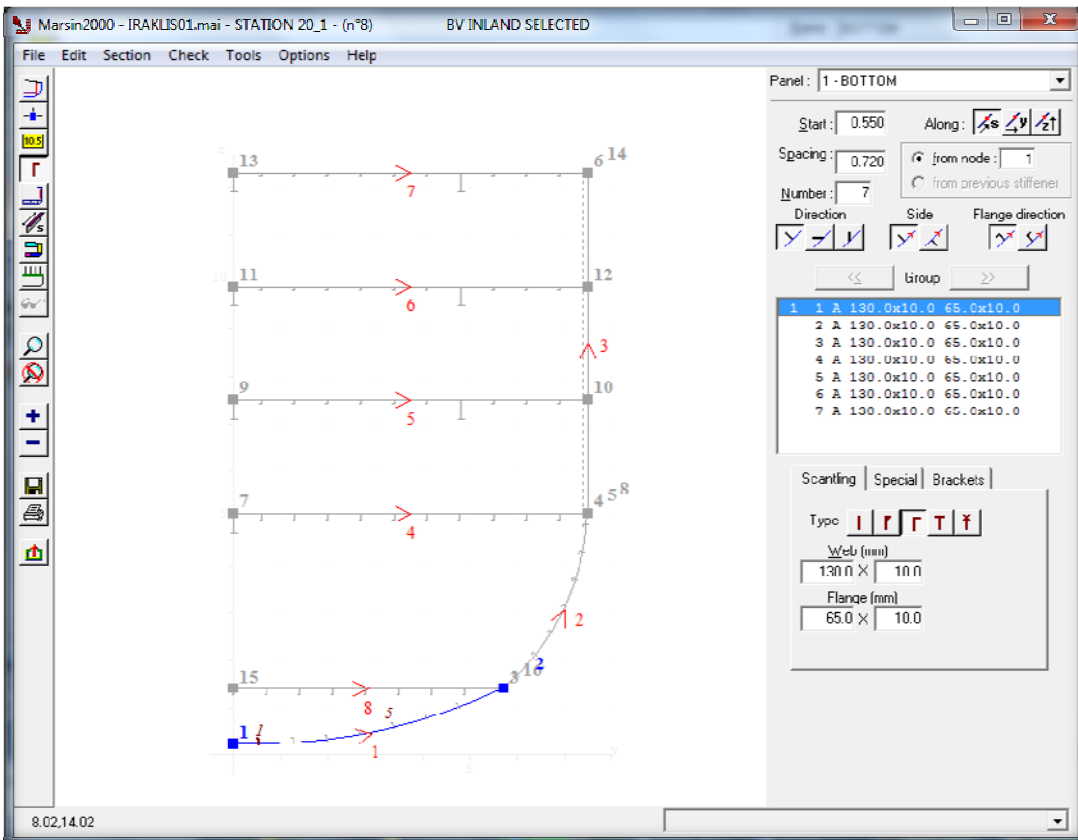 Marsin2000 - IRAKLIS01.mai - STATION 20_1 - (n°8) BV INLAND SELECTED
File Edit Section Check Tools Options Help
Panel : 1 - BOTTOM
Start : 0.550 Along : s y z
Spacing : 0.720 from node : 1
from previous stiffener
Number : 7
Direction Side Flange direction
<< Group >>
1 1 A 130.0x10.0 65.0x10.0
2 A 130.0x10.0 65.0x10.0
3 A 130.0x10.0 65.0x10.0
4 A 130.0x10.0 65.0x10.0
5 A 130.0x10.0 65.0x10.0
6 A 130.0x10.0 65.0x10.0
7 A 130.0x10.0 65.0x10.0
Scantling Special Brackets
Type
Web (mm)
130.0 X 10.0
Flange (mm)
65.0 X 10.0
10.5
s
13 6 14
7
10 11 12
6
3
9 10
5
5 7 4 5 8
4
2
15 3 16 2
8 5
1 1
1
5
8.02,14.02